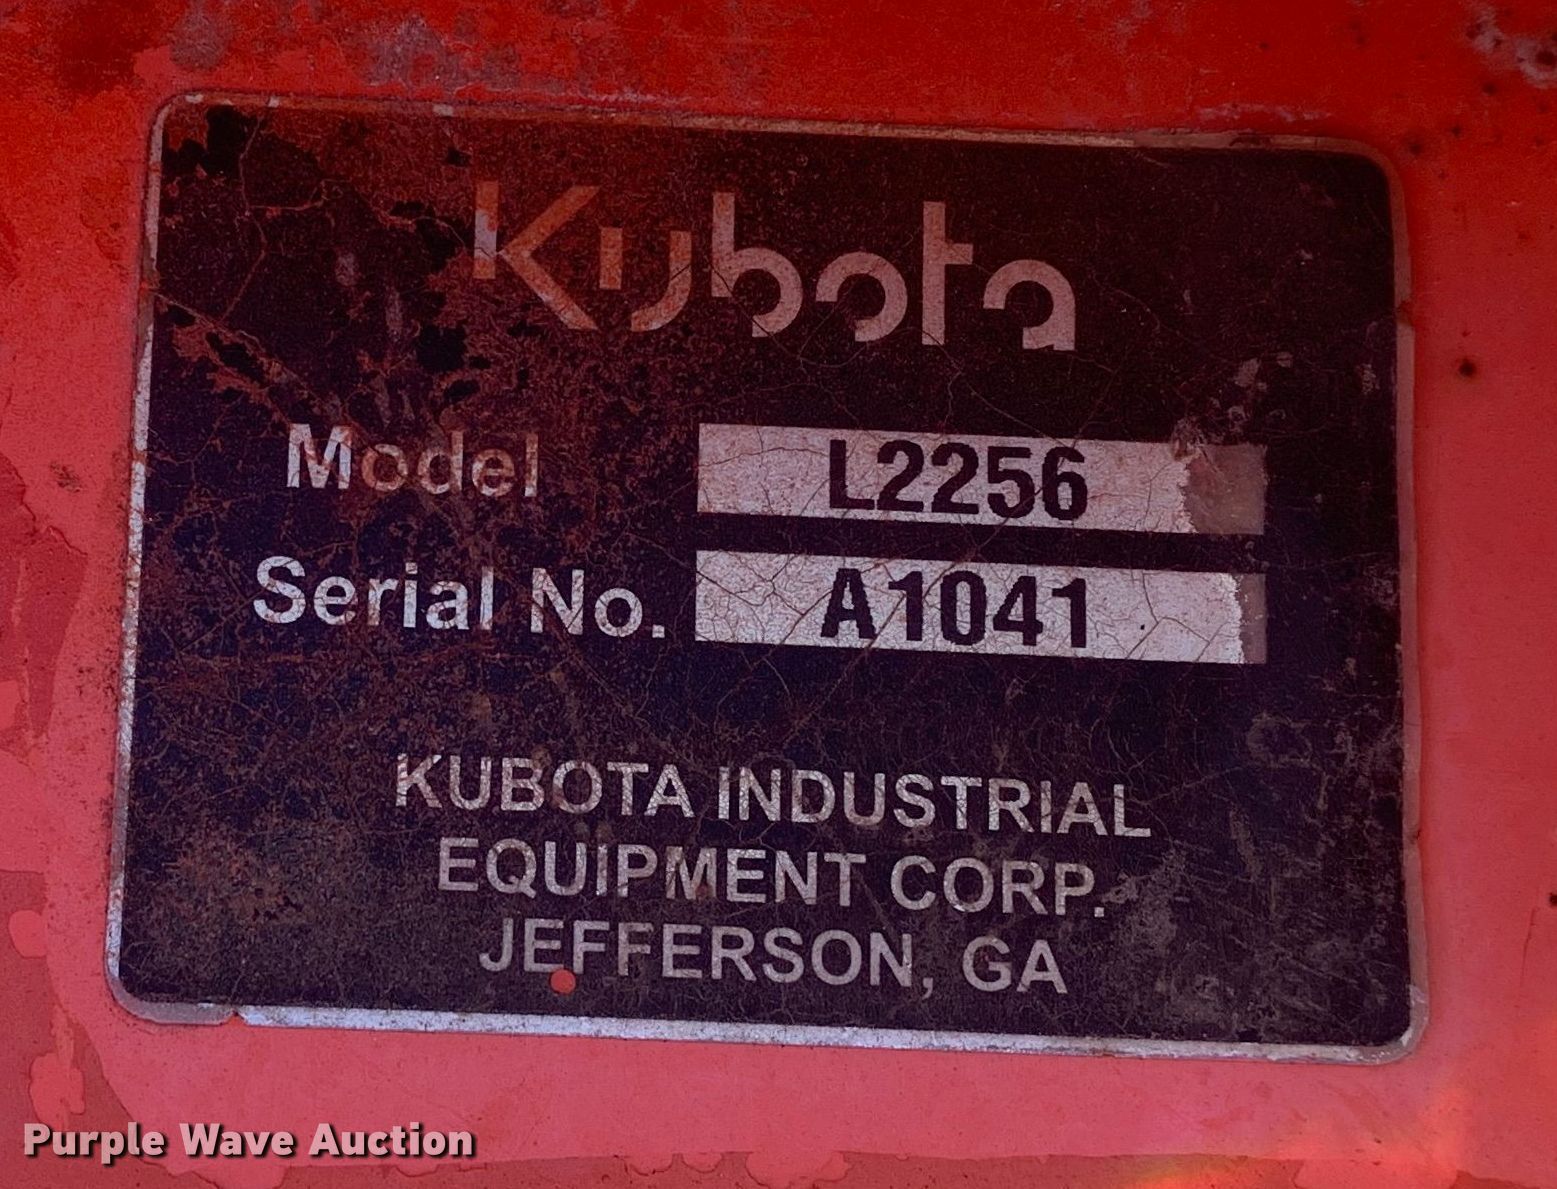 Kubota
Model L2256
Serial No. A1041
KUBOTA INDUSTRIAL
EQUIPMENT CORP.
JEFFERSON, GA
Purple Wave Auction